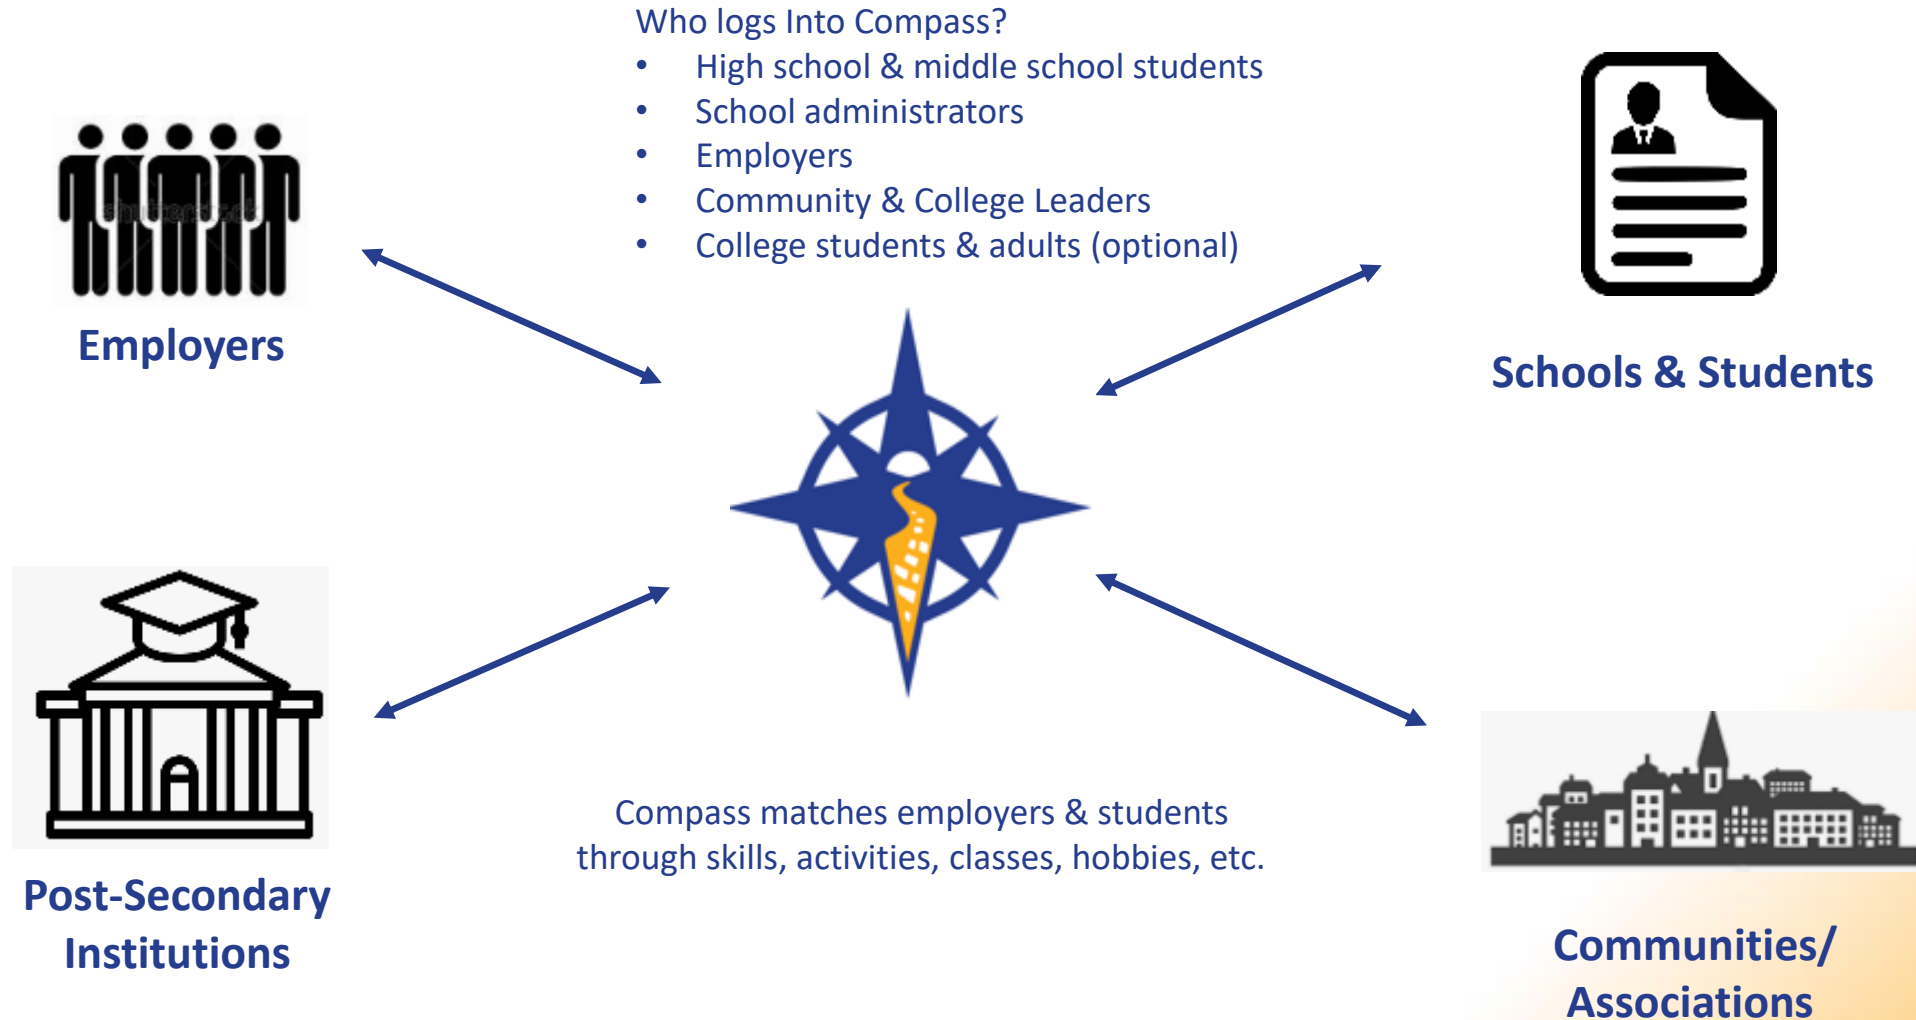 Who logs Into Compass?
• High school & middle school students
• School administrators
• Employers
• Community & College Leaders
• College students & adults (optional)
Employers
Schools & Students
Compass matches employers & students
through skills, activities, classes, hobbies, etc.
Post-Secondary
Institutions
Communities/
Associations